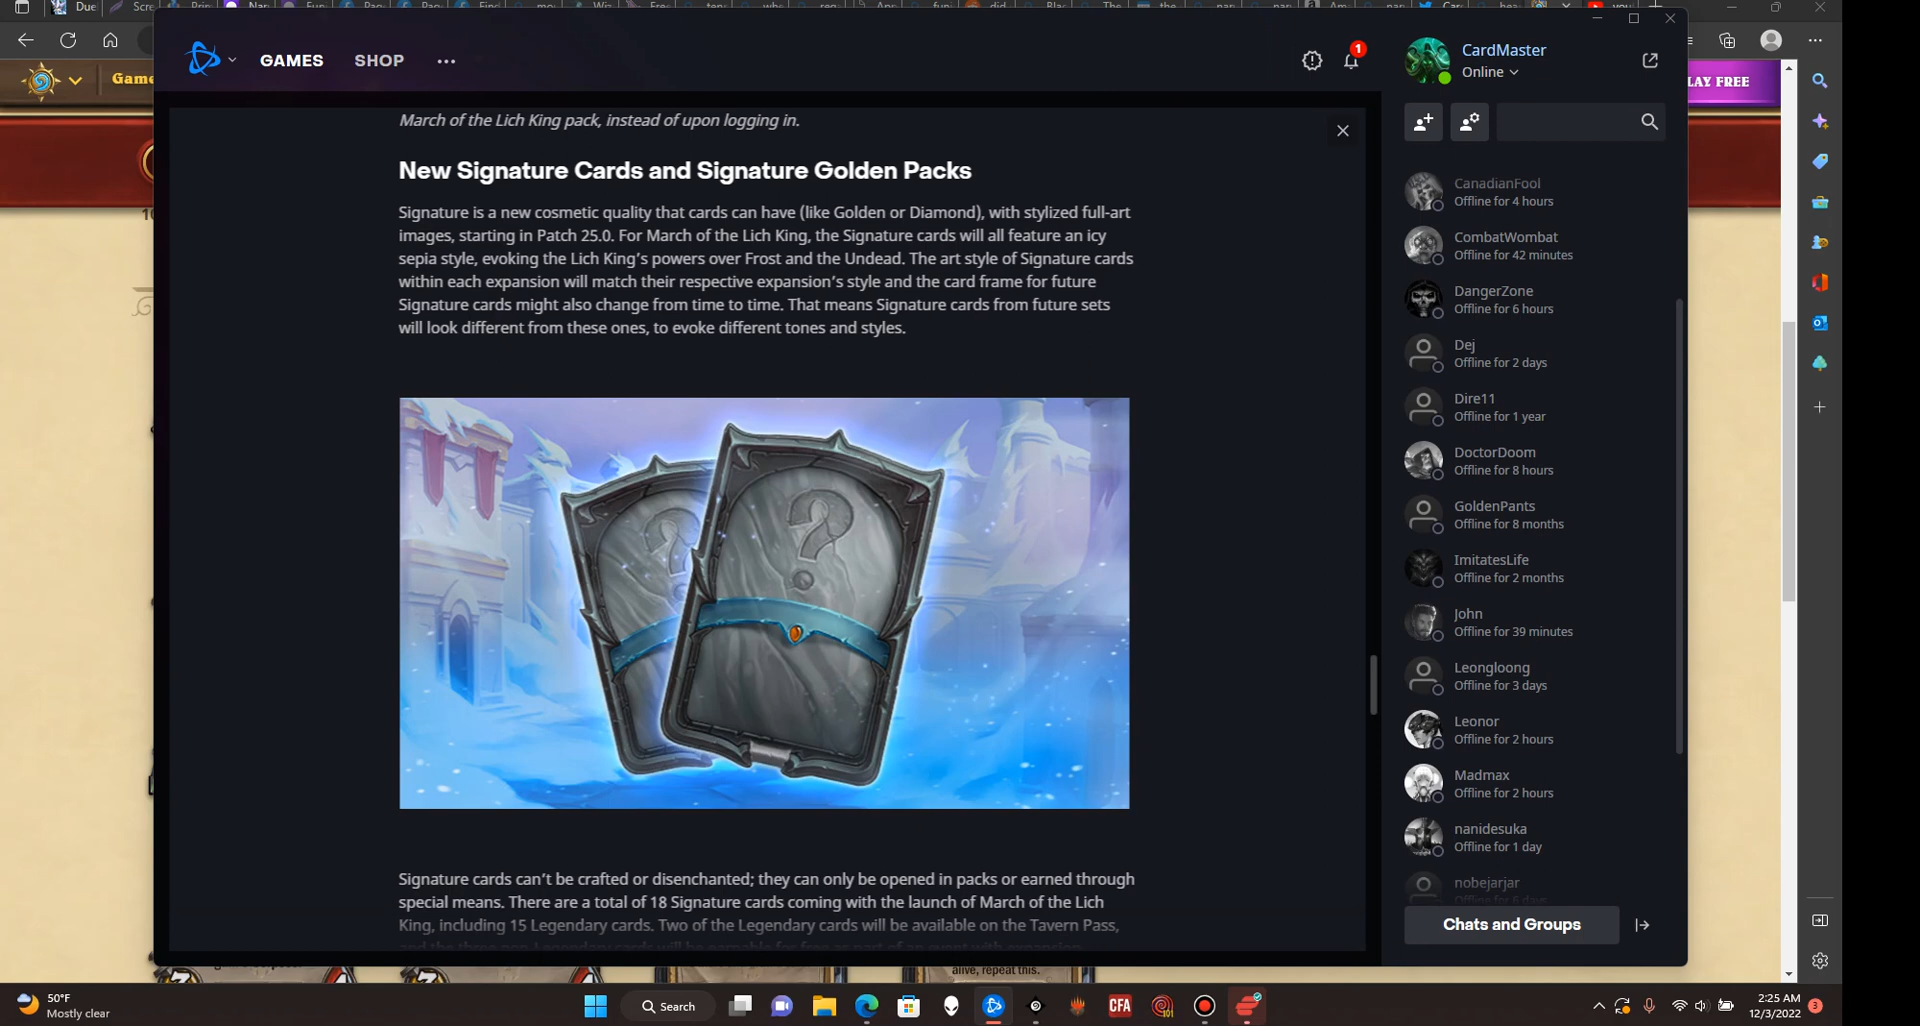 GAMES
SHOP
1
CardMaster
Online
Game
LAY FREE
March of the Lich King pack, instead of upon logging in.
New Signature Cards and Signature Golden Packs
Signature is a new cosmetic quality that cards can have (like Golden or Diamond), with stylized full-art
images, starting in Patch 25.0. For March of the Lich King, the Signature cards will all feature an icy
sepia style, evoking the Lich King's powers over Frost and the Undead. The art style of Signature cards
within each expansion will match their respective expansion's style and the card frame for future
Signature cards might also change from time to time. That means Signature cards from future sets
will look different from these ones, to evoke different tones and styles.
Signature cards can't be crafted or disenchanted; they can only be opened in packs or earned through
special means. There are a total of 18 Signature cards coming with the launch of March of the Lich
King, including 15 Legendary cards. Two of the Legendary cards will be available on the Tavern Pass,
CanadianFool
Offline for 4 hours
CombatWombat
Offline for 42 minutes
DangerZone
Offline for 6 hours
Dej
Offline for 2 days
Dire11
Offline for 1 year
DoctorDoom
Offline for 8 hours
GoldenPants
Offline for 8 months
ImitatesLife
Offline for 2 months
John
Offline for 39 minutes
Leongloong
Offline for 3 days
Leonor
Offline for 2 hours
Madmax
Offline for 2 hours
nanidesuka
Offline for 1 day
nobejarjar
Offline for 6 days
Chats and Groups
alive, repeat this.
50°F
Mostly clear
Search
CFA
101
2:25 AM
12/3/2022
3